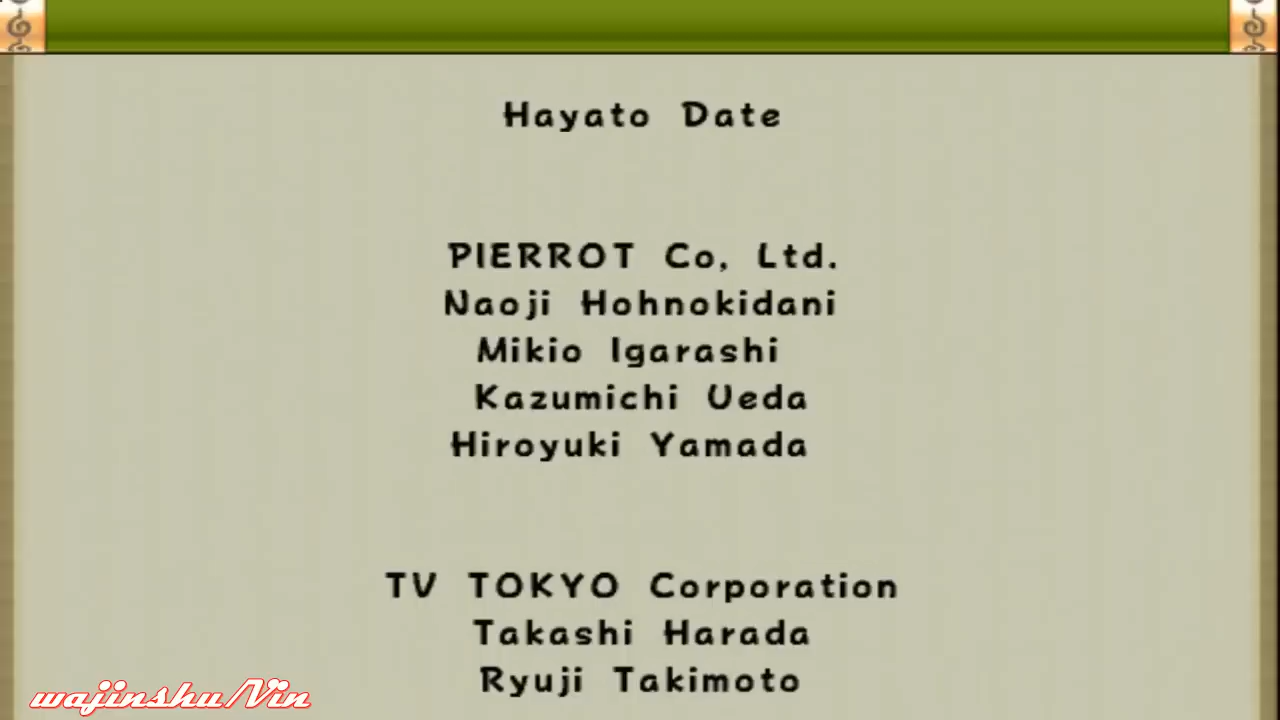 Hayato Date
PIERROT Co, Ltd.
Naoji Hohnokidani
Mikio Igarashi
Kazumichi Ueda
Hiroyuki Yamada
TV TOKYO Corporation
Takashi Harada
Ryuji Takimoto
wajinshu/Vin